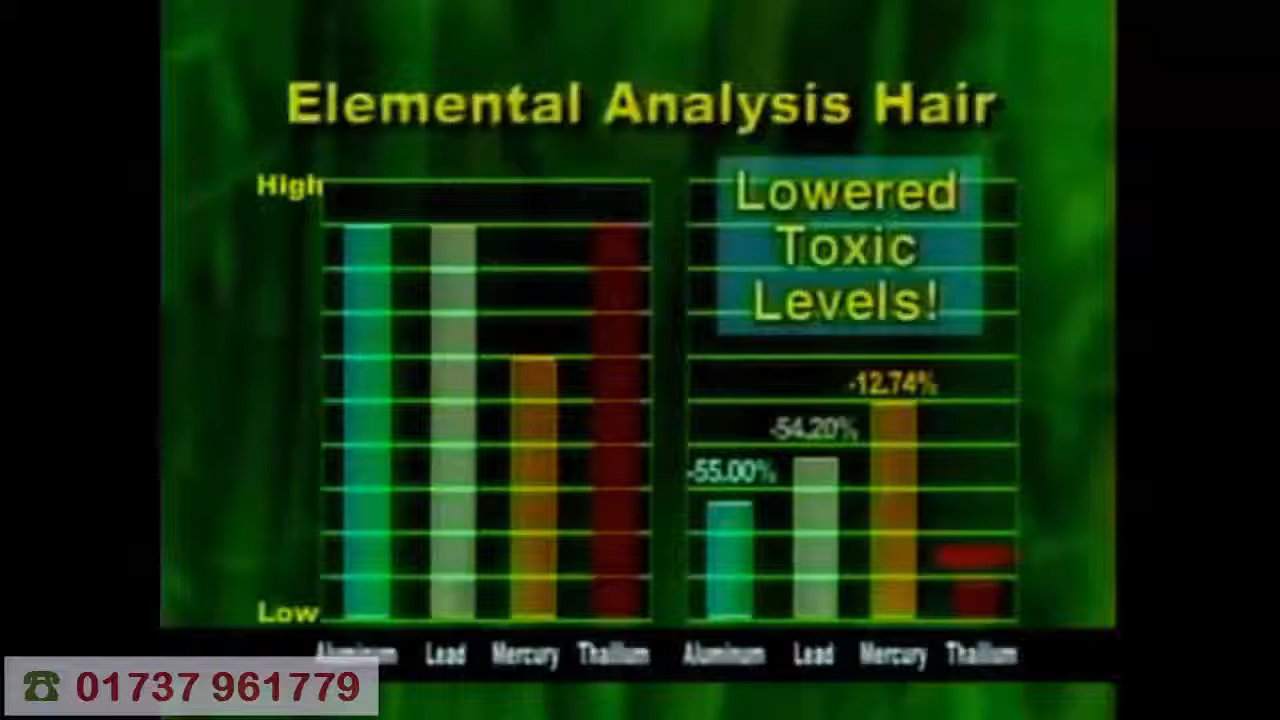 Elemental Analysis Hair
High
Lowered
Toxic
Levels!
-12.74%
-54.20%
-55.00%
Low
Aluminum Lead Mercury Thallium Aluminum Lead Mercury Thallium
☎ 01737 961779